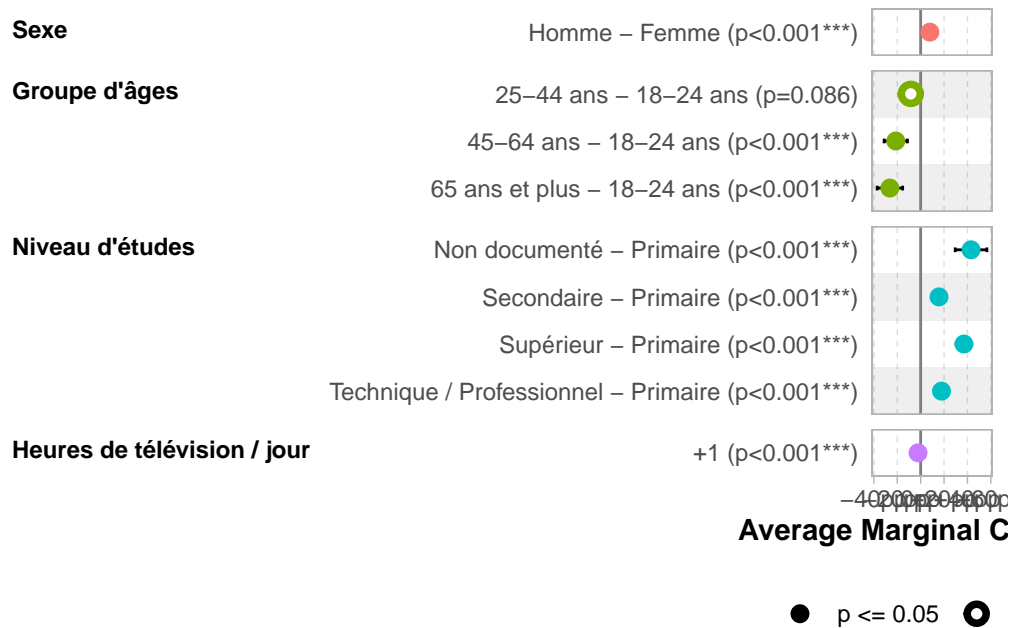 Sexe
Homme − Femme (p<0.001***)
Groupe d'âges
25−44 ans − 18−24 ans (p=0.086)
45−64 ans − 18−24 ans (p<0.001***)
65 ans et plus − 18−24 ans (p<0.001***)
Niveau d'études
Non documenté − Primaire (p<0.001***)
Secondaire − Primaire (p<0.001***)
Supérieur − Primaire (p<0.001***)
Technique / Professionnel − Primaire (p<0.001***)
Heures de télévision / jour
+1 (p<0.001***)
Average Marginal C
p <= 0.05